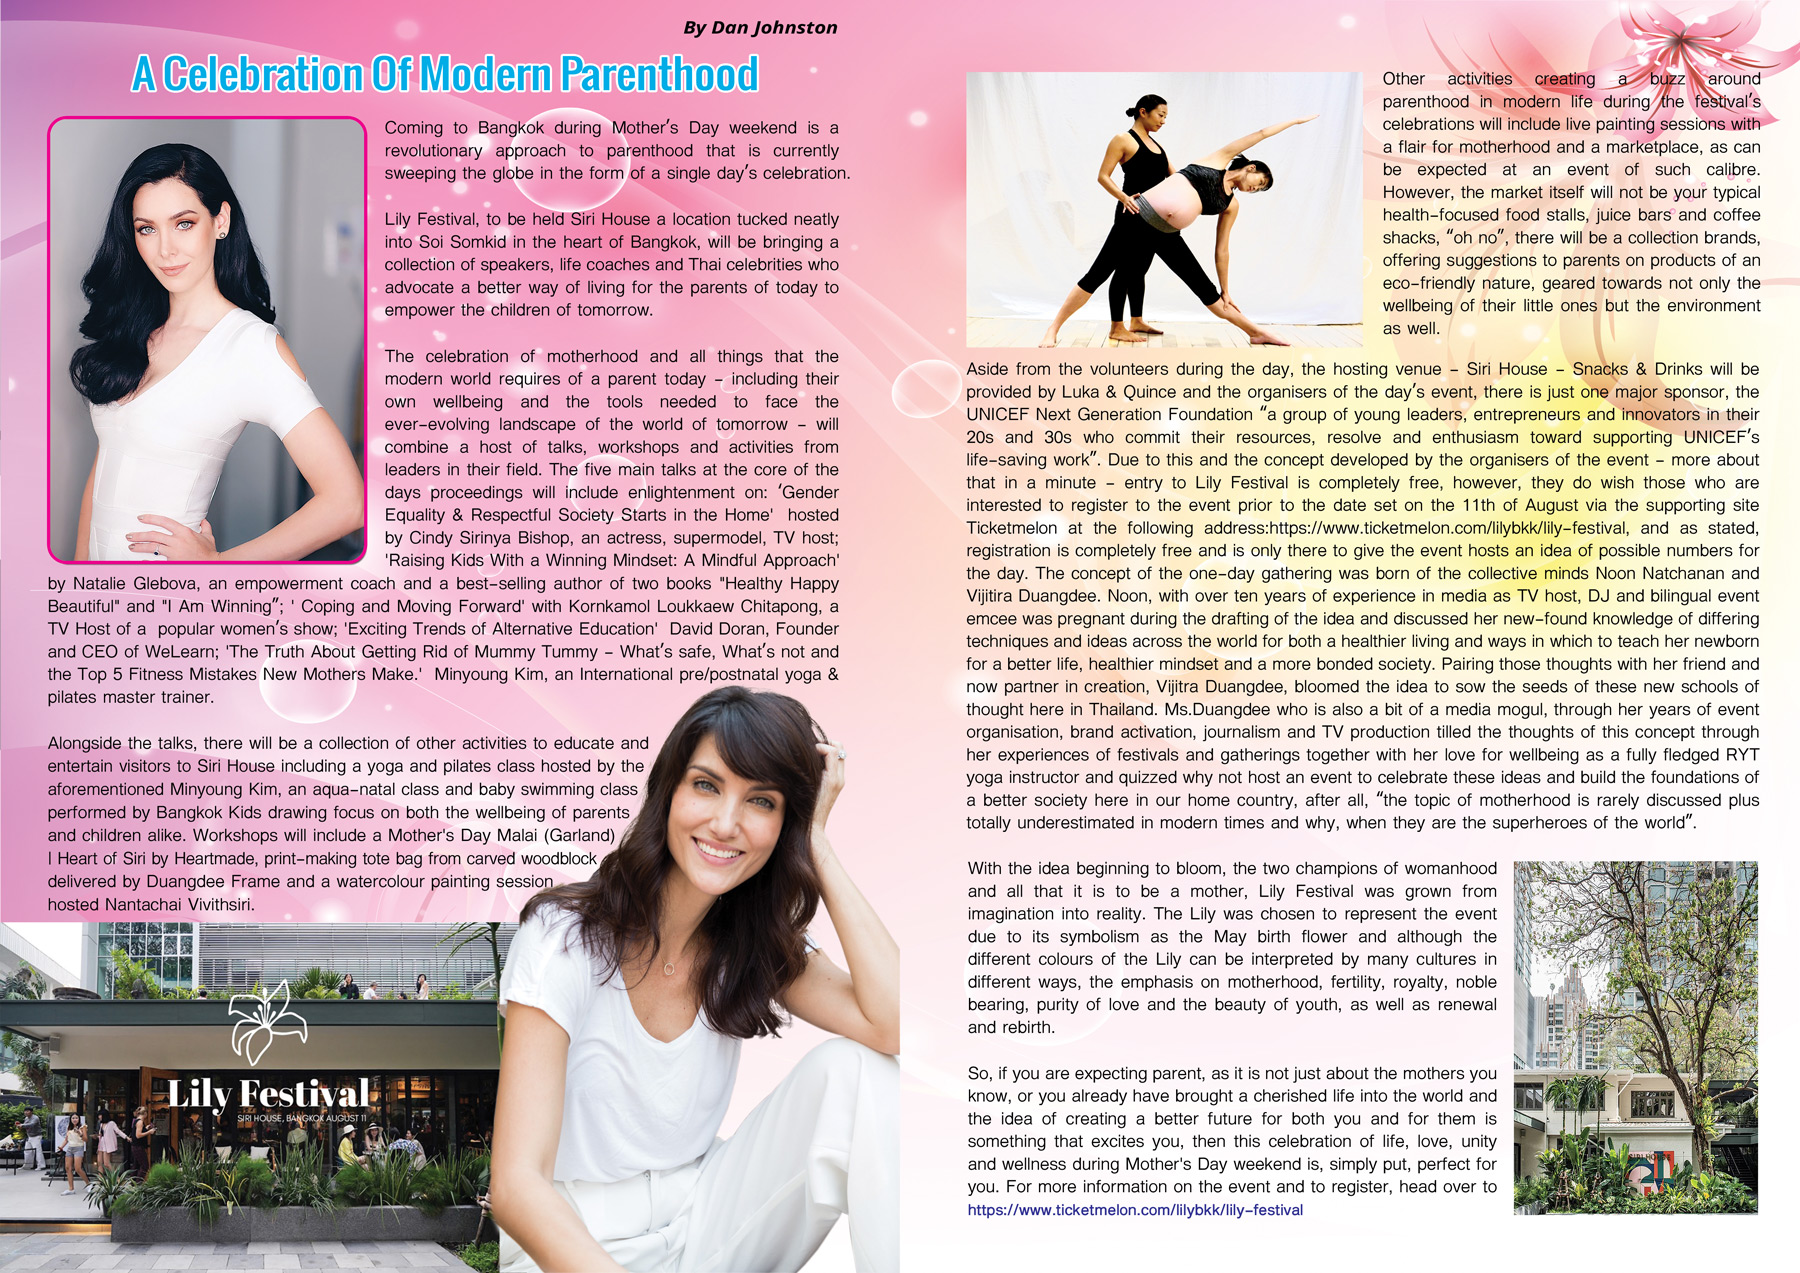 By Dan Johnston
A Celebration Of Modern Parenthood
Coming to Bangkok during Mother's Day weekend is a
revolutionary approach to parenthood that is currently
sweeping the globe in the form of a single day's celebration.
Lily Festival, to be held Siri House a location tucked neatly
into Soi Somkid in the heart of Bangkok, will be bringing a
collection of speakers, life coaches and Thai celebrities who
advocate a better way of living for the parents of today to
empower the children of tomorrow.
The celebration of motherhood and all things that the
modern world requires of a parent today – including their
own wellbeing and the tools needed to face the
ever-evolving landscape of the world of tomorrow – will
combine a host of talks, workshops and activities from
leaders in their field. The five main talks at the core of the
days proceedings will include enlightenment on: 'Gender
Equality & Respectful Society Starts in the Home' hosted
by Cindy Sirinya Bishop, an actress, supermodel, TV host;
'Raising Kids With a Winning Mindset: A Mindful Approach'
by Natalie Glebova, an empowerment coach and a best-selling author of two books "Healthy Happy
Beautiful" and "I Am Winning"; ' Coping and Moving Forward' with Kornkamol Loukkaew Chitapong, a
TV Host of a popular women's show; 'Exciting Trends of Alternative Education' David Doran, Founder
and CEO of WeLearn; 'The Truth About Getting Rid of Mummy Tummy – What's safe, What's not and
the Top 5 Fitness Mistakes New Mothers Make.' Minyoung Kim, an International pre/postnatal yoga &
pilates master trainer.
Alongside the talks, there will be a collection of other activities to educate and
entertain visitors to Siri House including a yoga and pilates class hosted by the
aforementioned Minyoung Kim, an aqua-natal class and baby swimming class
performed by Bangkok Kids drawing focus on both the wellbeing of parents
and children alike. Workshops will include a Mother's Day Malai (Garland)
| Heart of Siri by Heartmade, print-making tote bag from carved woodblock
delivered by Duangdee Frame and a watercolour painting session
hosted Nantachai Vivithsiri.
Lily Festival
SIRI HOUSE, BANGKOK AUGUST 11
Other activities creating a buzz around
parenthood in modern life during the festival's
celebrations will include live painting sessions with
a flair for motherhood and a marketplace, as can
be expected at an event of such calibre.
However, the market itself will not be your typical
health-focused food stalls, juice bars and coffee
shacks, "oh no", there will be a collection brands,
offering suggestions to parents on products of an
eco-friendly nature, geared towards not only the
wellbeing of their little ones but the environment
as well.
Aside from the volunteers during the day, the hosting venue – Siri House – Snacks & Drinks will be
provided by Luka & Quince and the organisers of the day's event, there is just one major sponsor, the
UNICEF Next Generation Foundation "a group of young leaders, entrepreneurs and innovators in their
20s and 30s who commit their resources, resolve and enthusiasm toward supporting UNICEF's
life-saving work". Due to this and the concept developed by the organisers of the event – more about
that in a minute – entry to Lily Festival is completely free, however, they do wish those who are
interested to register to the event prior to the date set on the 11th of August via the supporting site
Ticketmelon at the following address:https://www.ticketmelon.com/lilybkk/lily-festival, and as stated,
registration is completely free and is only there to give the event hosts an idea of possible numbers for
the day. The concept of the one-day gathering was born of the collective minds Noon Natchanan and
Vijitira Duangdee. Noon, with over ten years of experience in media as TV host, DJ and bilingual event
emcee was pregnant during the drafting of the idea and discussed her new-found knowledge of differing
techniques and ideas across the world for both a healthier living and ways in which to teach her newborn
for a better life, healthier mindset and a more bonded society. Pairing those thoughts with her friend and
now partner in creation, Vijitra Duangdee, bloomed the idea to sow the seeds of these new schools of
thought here in Thailand. Ms.Duangdee who is also a bit of a media mogul, through her years of event
organisation, brand activation, journalism and TV production tilled the thoughts of this concept through
her experiences of festivals and gatherings together with her love for wellbeing as a fully fledged RYT
yoga instructor and quizzed why not host an event to celebrate these ideas and build the foundations of
a better society here in our home country, after all, "the topic of motherhood is rarely discussed plus
totally underestimated in modern times and why, when they are the superheroes of the world".
With the idea beginning to bloom, the two champions of womanhood
and all that it is to be a mother, Lily Festival was grown from
imagination into reality. The Lily was chosen to represent the event
due to its symbolism as the May birth flower and although the
different colours of the Lily can be interpreted by many cultures in
different ways, the emphasis on motherhood, fertility, royalty, noble
bearing, purity of love and the beauty of youth, as well as renewal
and rebirth.
So, if you are expecting parent, as it is not just about the mothers you
know, or you already have brought a cherished life into the world and
the idea of creating a better future for both you and for them is
something that excites you, then this celebration of life, love, unity
and wellness during Mother's Day weekend is, simply put, perfect for
you. For more information on the event and to register, head over to
https://www.ticketmelon.com/lilybkk/lily-festival
SIRI HOUSE